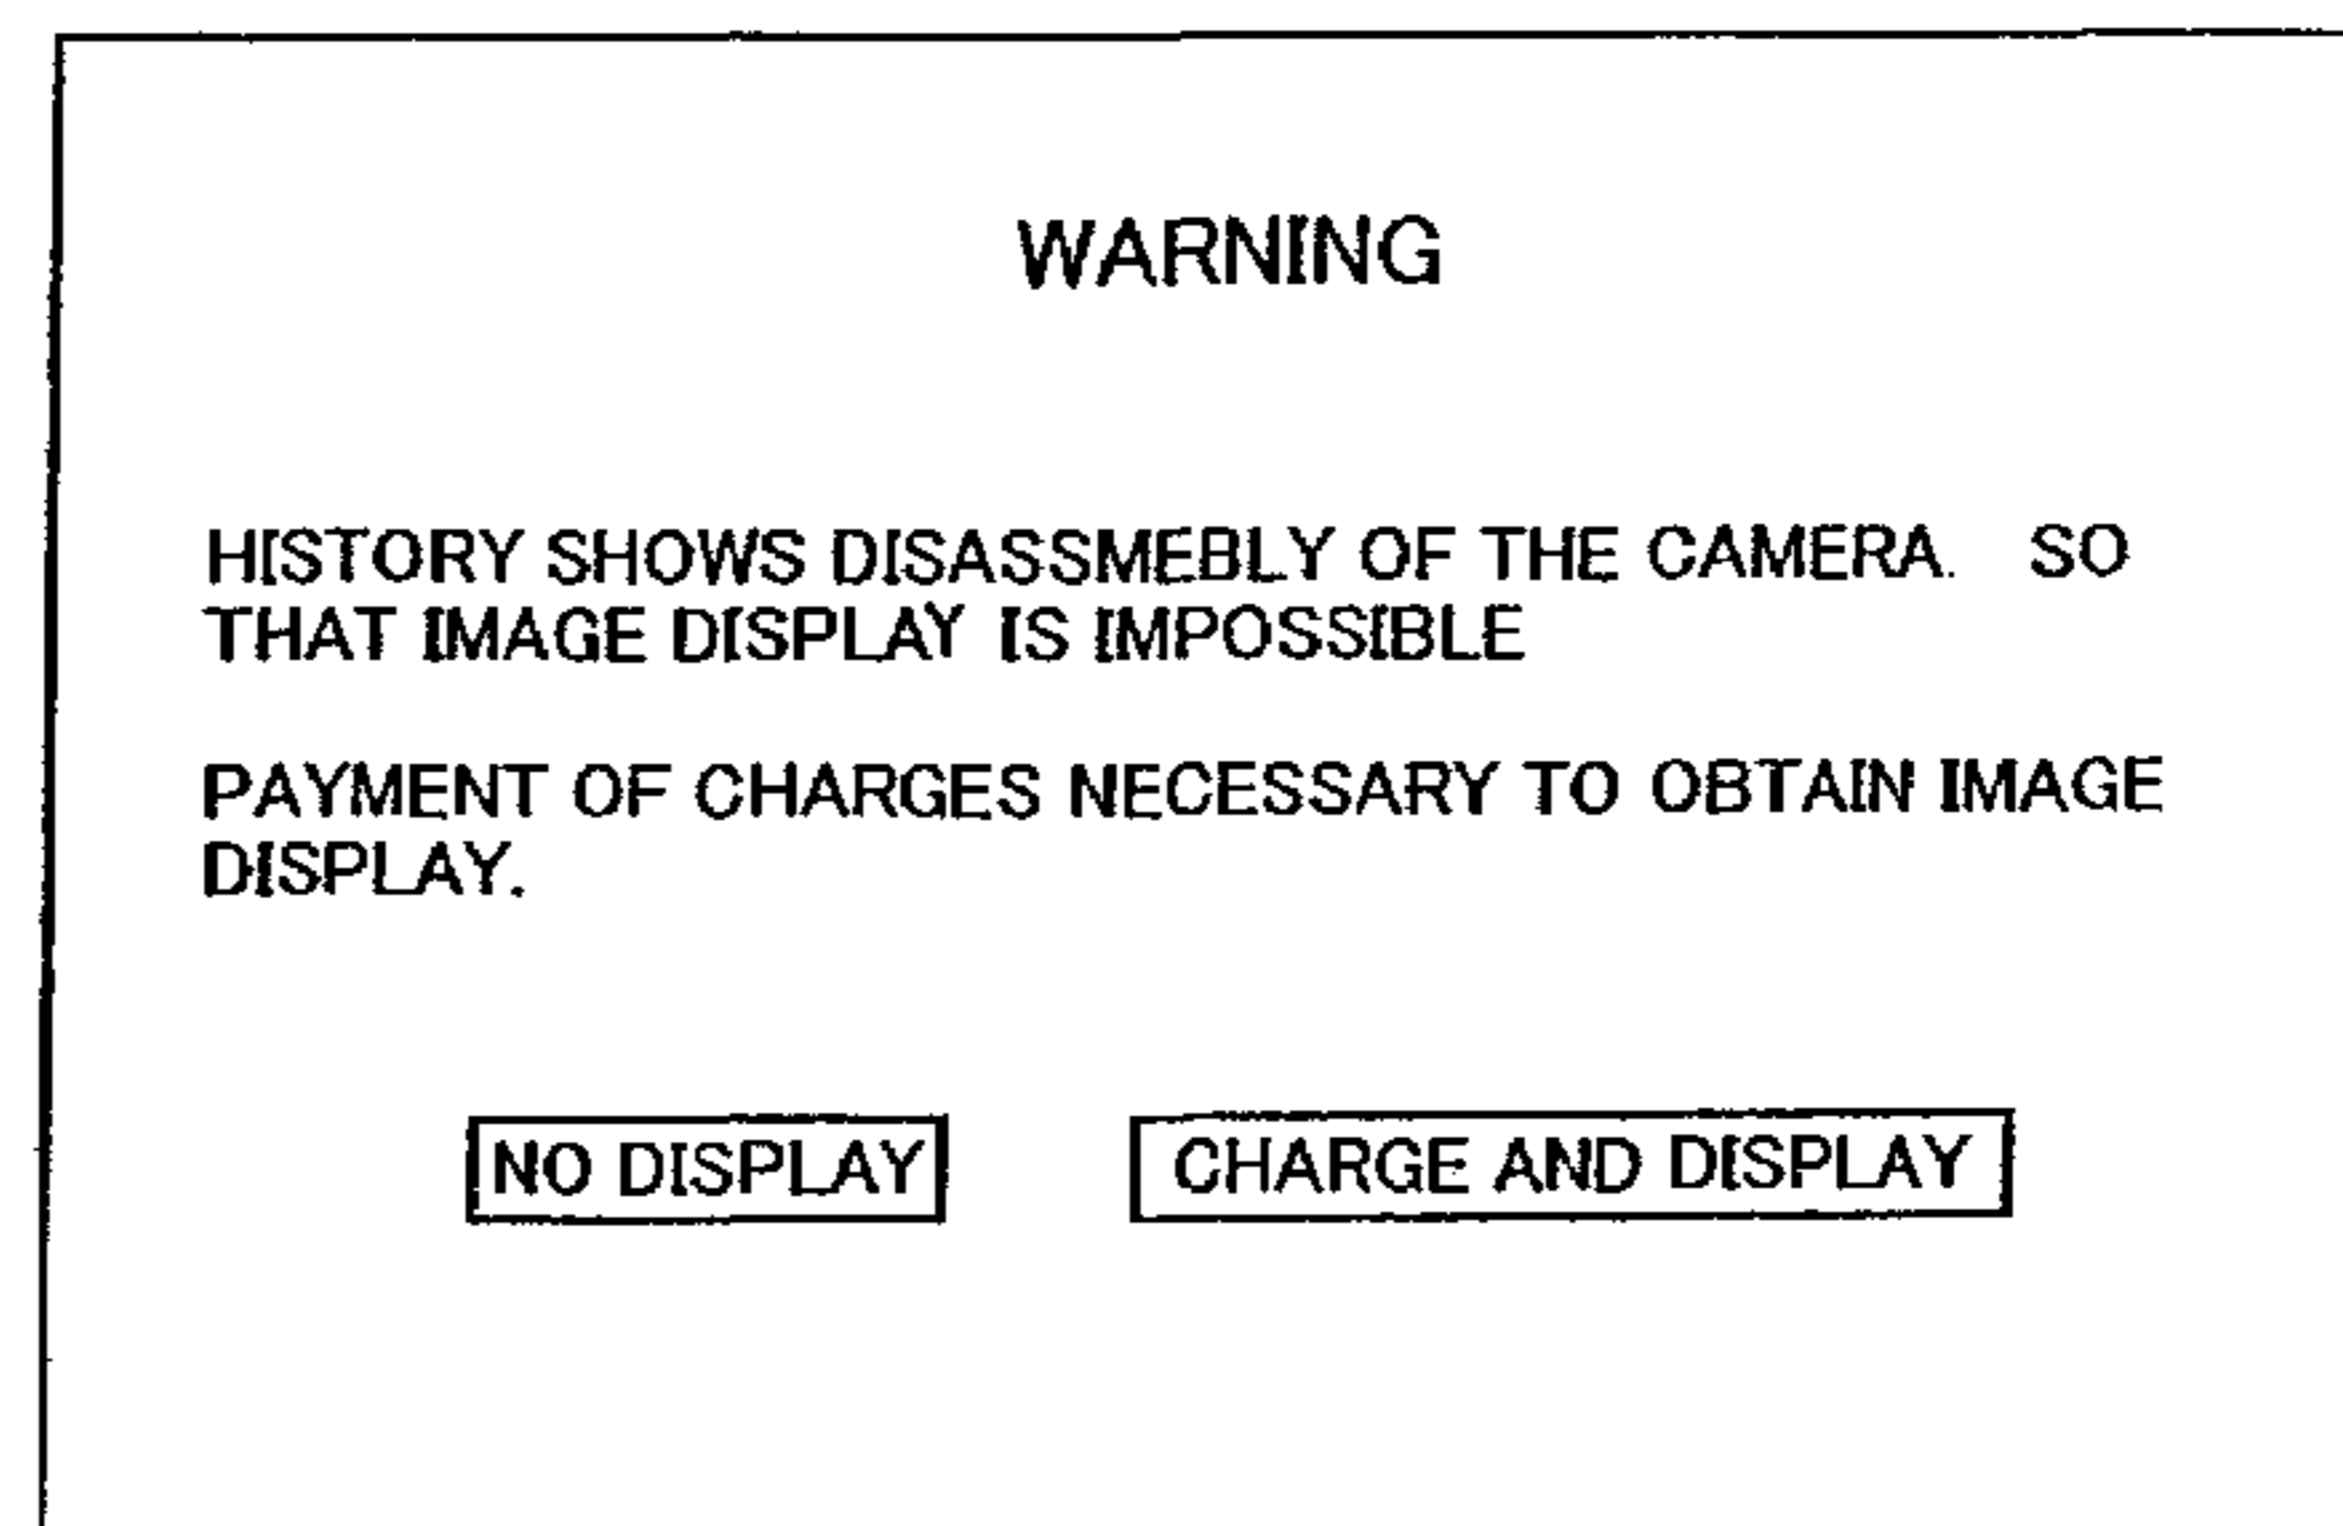 WARNING
HISTORY SHOWS DISASSMEBLY OF THE CAMERA. SO
THAT IMAGE DISPLAY IS IMPOSSIBLE
PAYMENT OF CHARGES NECESSARY TO OBTAIN IMAGE
DISPLAY.
NO DISPLAY
CHARGE AND DISPLAY